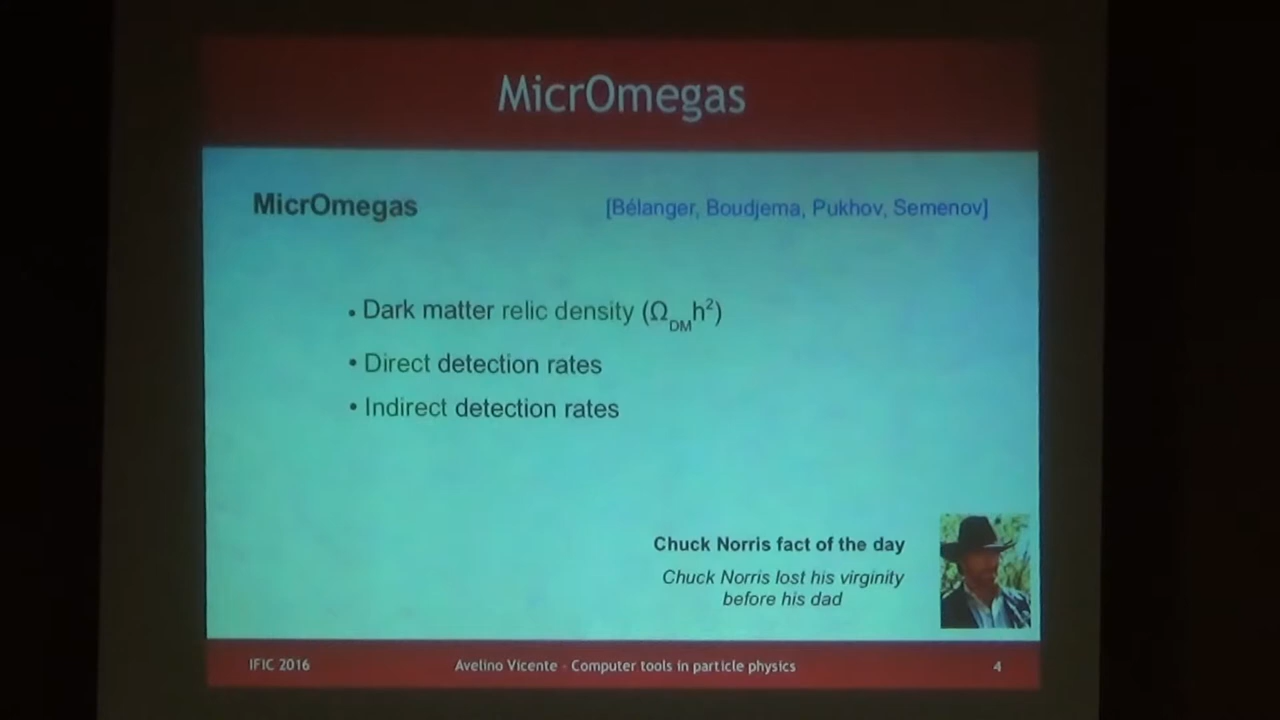 MicrOmegas
MicrOmegas [Bélanger, Boudjema, Pukhov, Semenov]
• Dark matter relic density (Ω_DM h²)
• Direct detection rates
• Indirect detection rates
Chuck Norris fact of the day
Chuck Norris lost his virginity
before his dad
IFIC 2016 Avelino Vicente - Computer tools in particle physics 4